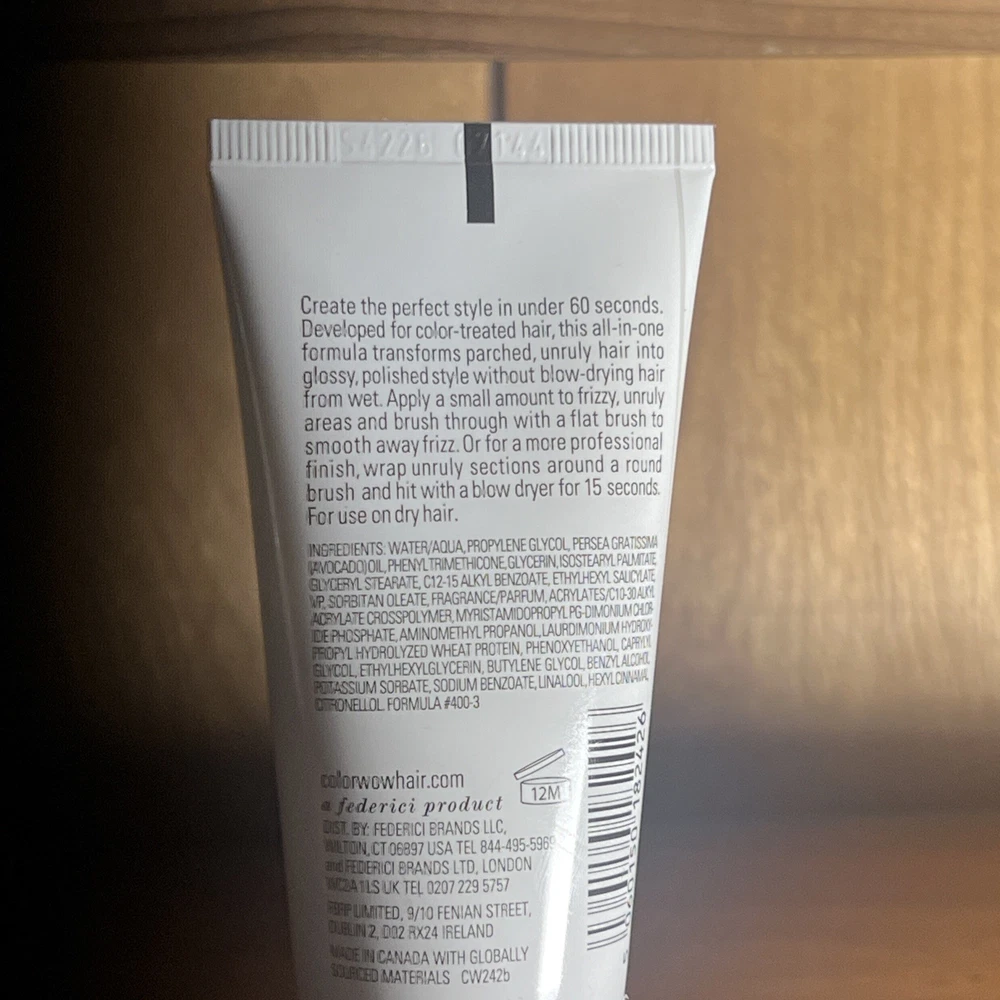 S4228 07144
Create the perfect style in under 60 seconds.
Developed for color-treated hair, this all-in-one
formula transforms parched, unruly hair into
glossy, polished style without blow-drying hair
from wet. Apply a small amount to frizzy, unruly
areas and brush through with a flat brush to
smooth away frizz. Or for a more professional
finish, wrap unruly sections around a round
brush and hit with a blow dryer for 15 seconds.
For use on dry hair.
INGREDIENTS: WATER/AQUA, PROPYLENE GLYCOL, PERSEA GRATISSIMA
(AVOCADO) OIL, PHENYL TRIMETHICONE, GLYCERIN, ISOSTEARYL PALMITATE,
GLYCERYL STEARATE, C12-15 ALKYL BENZOATE, ETHYLHEXYL SALICYLATE,
VP, SORBITAN OLEATE, FRAGRANCE/PARFUM, ACRYLATES/C10-30 ALKYL
ACRYLATE CROSSPOLYMER, MYRISTAMIDOPROPYL PG-DIMONIUM CHLOR-
IDE PHOSPHATE, AMINOMETHYL PROPANOL, LAURDIMONIUM HYDROXY-
PROPYL HYDROLYZED WHEAT PROTEIN, PHENOXYETHANOL, CAPRYLYL
GLYCOL, ETHYLHEXYLGLYCERIN, BUTYLENE GLYCOL, BENZYL ALCOHOL,
POTASSIUM SORBATE, SODIUM BENZOATE, LINALOOL, HEXYL CINNAMAL,
CITRONELLOL. FORMULA #400-3
colorwowhair.com
a federici product
12M
DIST. BY: FEDERICI BRANDS LLC,
WILTON, CT 06897 USA TEL 844-495-5969
and FEDERICI BRANDS LTD, LONDON
WC2A 1LS UK TEL 0207 229 5757
FBRP LIMITED, 9/10 FENIAN STREET,
DUBLIN 2, D02 RX24 IRELAND
MADE IN CANADA WITH GLOBALLY
SOURCED MATERIALS CW242b
5 060150 182426